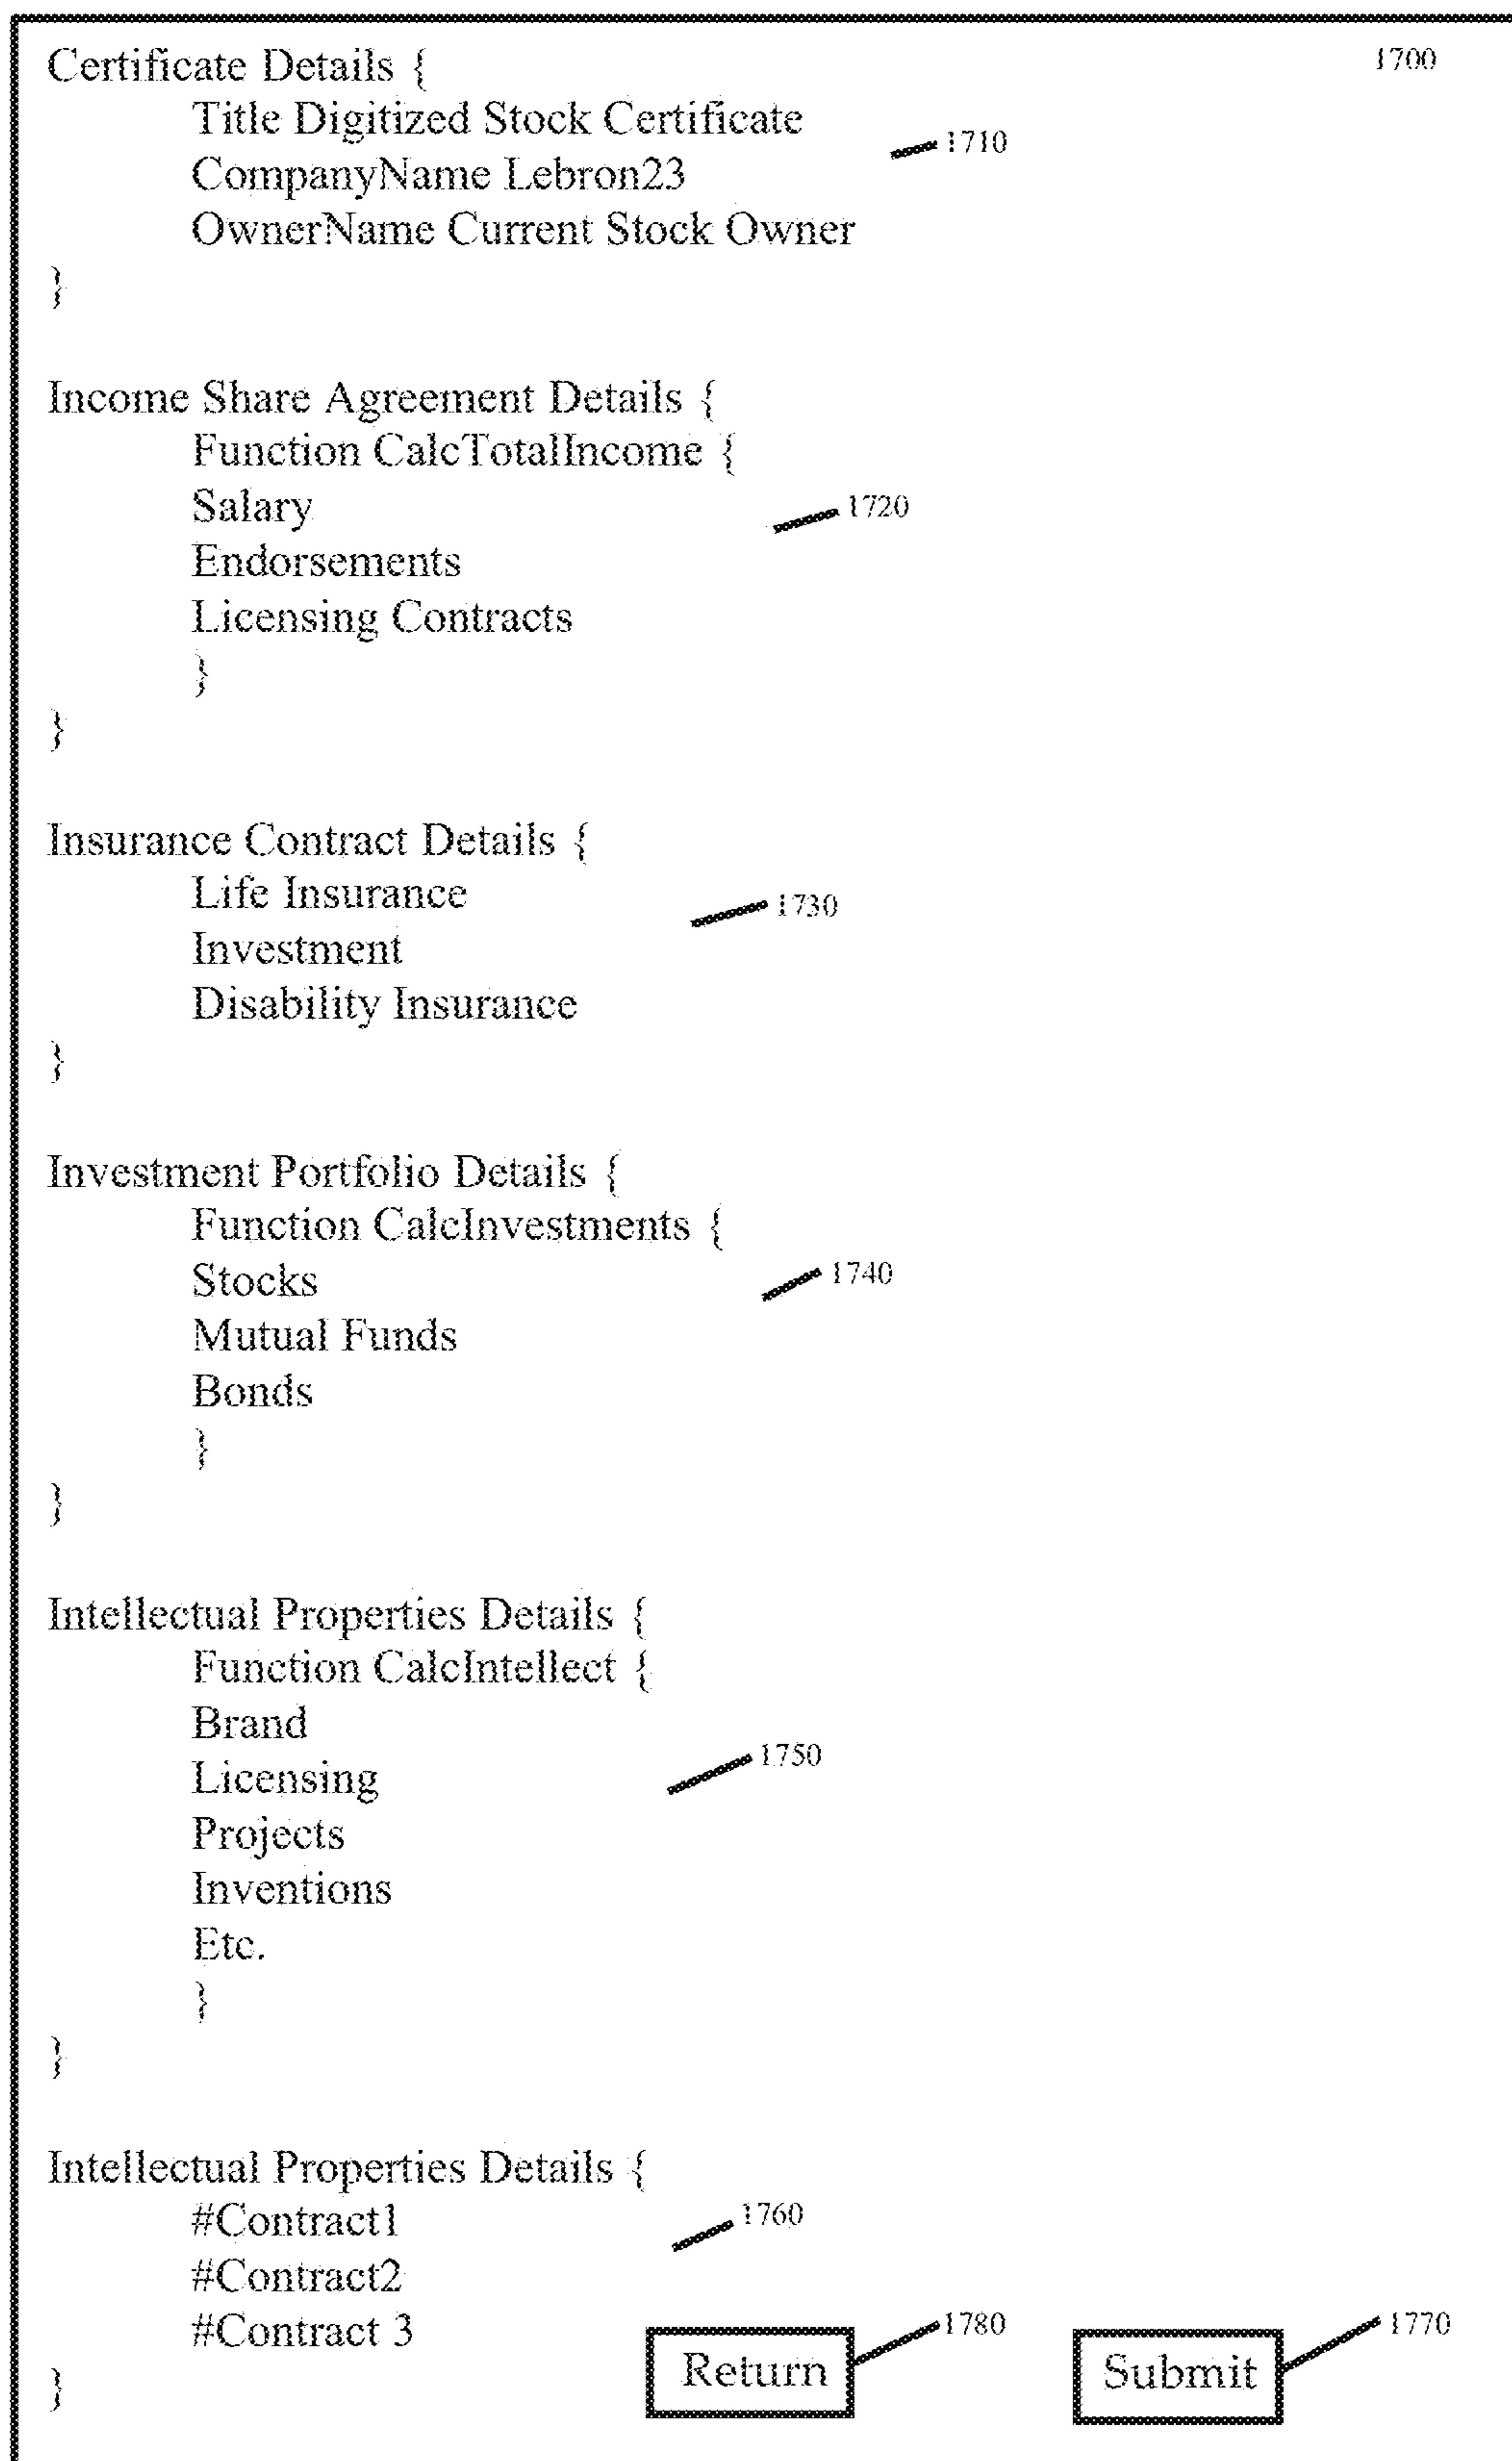 Certificate Details {
1700
Title Digitized Stock Certificate
1710
CompanyName Lebron23
OwnerName Current Stock Owner
}
Income Share Agreement Details {
Function CalcTotalIncome {
Salary
1720
Endorsements
Licensing Contracts
}
}
Insurance Contract Details {
Life Insurance
1730
Investment
Disability Insurance
}
Investment Portfolio Details {
Function CalcInvestments {
Stocks
1740
Mutual Funds
Bonds
}
}
Intellectual Properties Details {
Function CalcIntellect {
Brand
1750
Licensing
Projects
Inventions
Etc.
}
}
Intellectual Properties Details {
#Contract1
1760
#Contract2
#Contract 3
1780
1770
Return
Submit
}